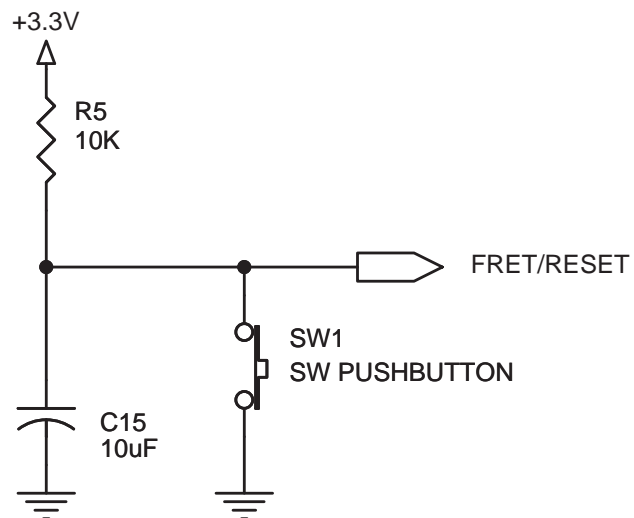 +3.3V
R5
10K
FRET/RESET
SW1
SW PUSHBUTTON
C15
10uF